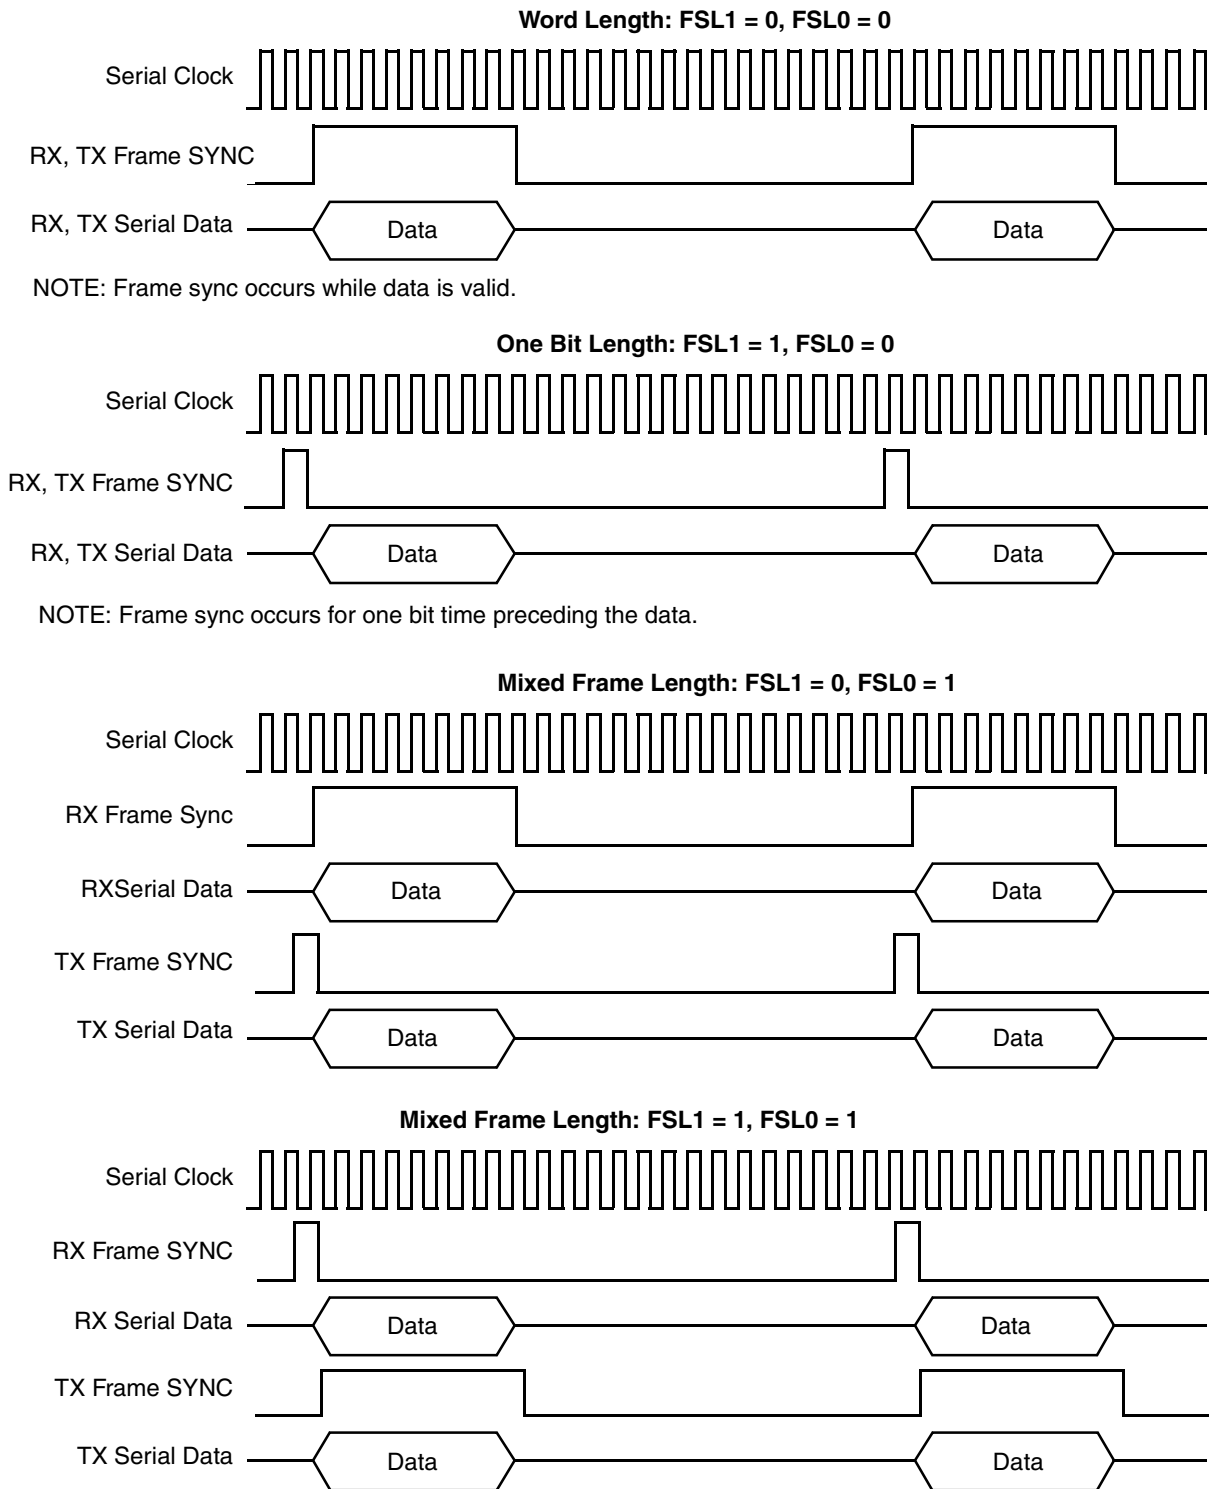 Word Length: FSL1 = 0, FSL0 = 0
Serial Clock
RX, TX Frame SYNC
RX, TX Serial Data
Data
Data
NOTE: Frame sync occurs while data is valid.
One Bit Length: FSL1 = 1, FSL0 = 0
Serial Clock
RX, TX Frame SYNC
RX, TX Serial Data
Data
Data
NOTE: Frame sync occurs for one bit time preceding the data.
Mixed Frame Length: FSL1 = 0, FSL0 = 1
Serial Clock
RX Frame Sync
RXSerial Data
Data
Data
TX Frame SYNC
TX Serial Data
Data
Data
Mixed Frame Length: FSL1 = 1, FSL0 = 1
Serial Clock
RX Frame SYNC
RX Serial Data
Data
Data
TX Frame SYNC
TX Serial Data
Data
Data